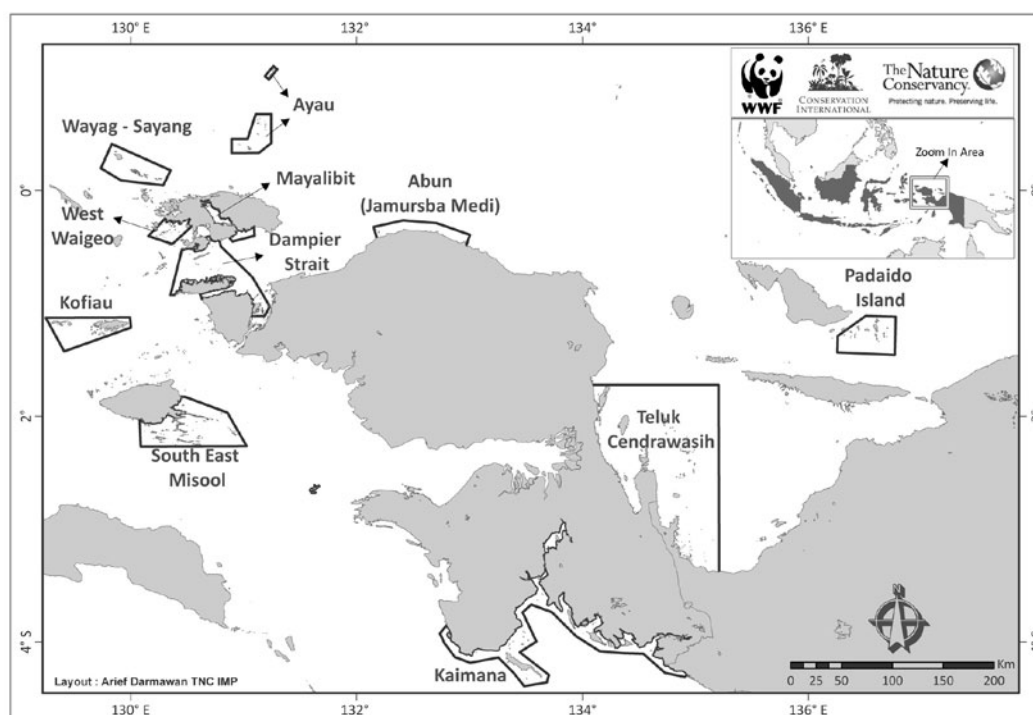 130° E
132°
134°
136° E
WWF
CONSERVATION
INTERNATIONAL
The Nature
Conservancy
Protecting nature. Preserving life.
Zoom In Area
Ayau
Wayag - Sayang
Mayalibit
Abun
(Jamursba Medi)
0°
West
Waigeo
Dampier
Strait
Kofiau
Padaido
Island
2°
Teluk
Cendrawasih
South East
Misool
4° S
N
Kaimana
Km
0 25 50 100 150 200
Layout : Arief Darmawan TNC IMP
130° E
132°
134°
136° E